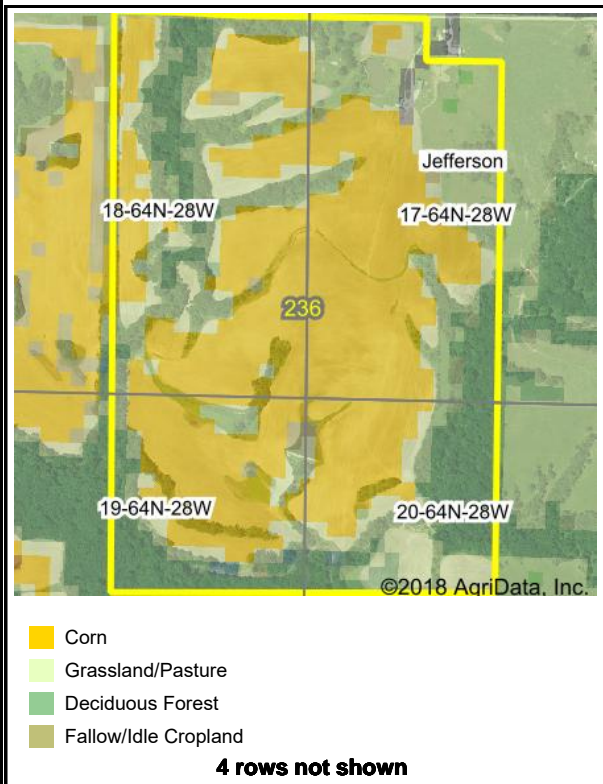 Jefferson
18-64N-28W
17-64N-28W
236
19-64N-28W
20-64N-28W
©2018 AgriData, Inc.
Corn
Grassland/Pasture
Deciduous Forest
Fallow/Idle Cropland
4 rows not shown